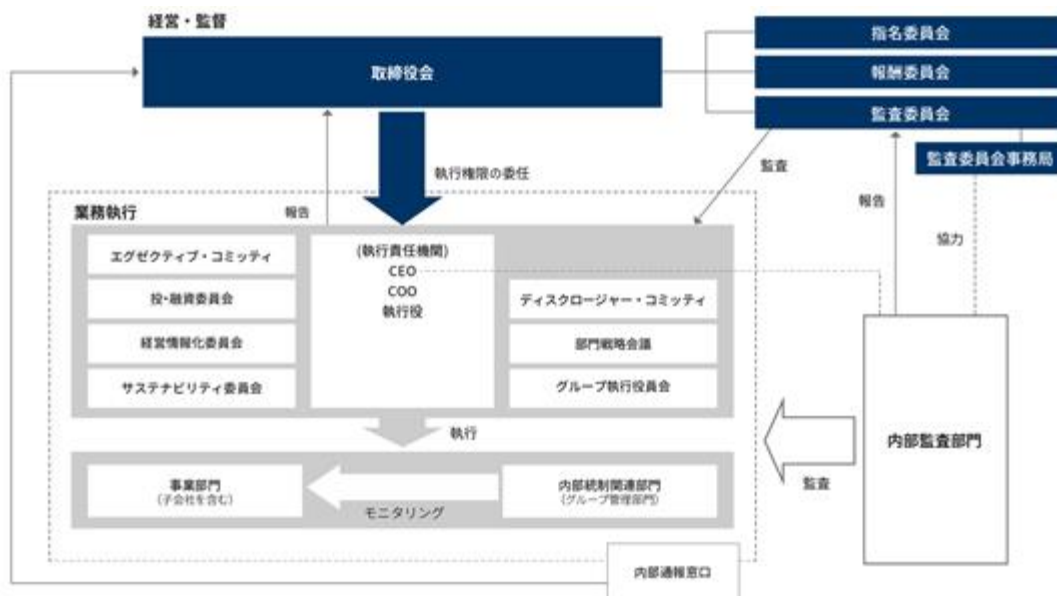 経営・監督
取締役会
指名委員会
報酬委員会
監査委員会
監査委員会事務局
監査
執行権限の委任
報告
協力
業務執行
報告
エグゼクティブ・コミッティ
投・融資委員会
経営情報化委員会
サステナビリティ委員会
(執行責任機関)
CEO
COO
執行役
ディスクロージャー・コミッティ
部門戦略会議
グループ執行役員会
執行
内部監査部門
監査
事業部門
(子会社を含む)
モニタリング
内部統制関連部門
(グループ管理部門)
内部通報窓口